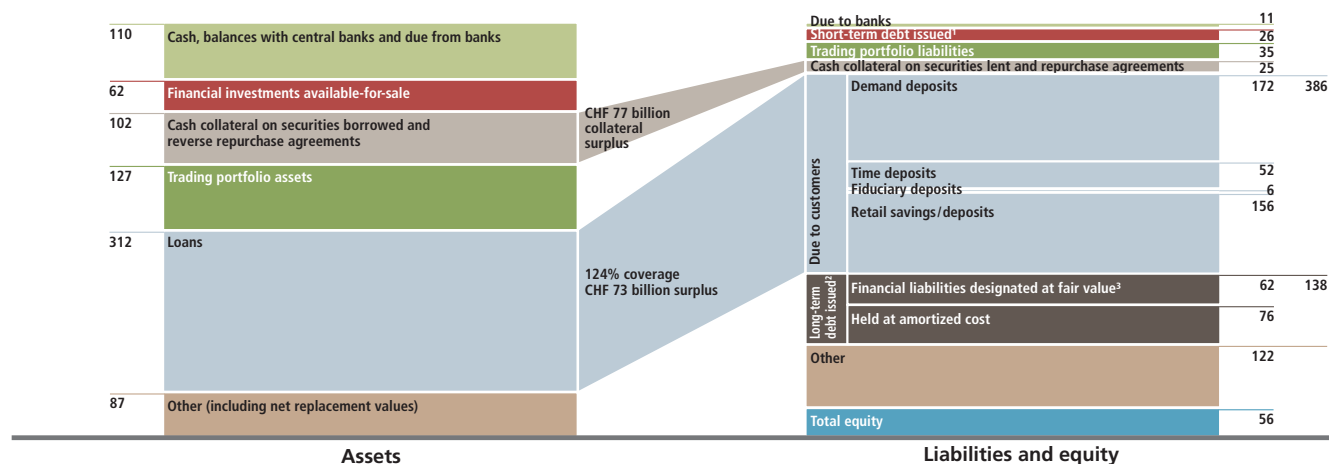 110
Cash, balances with central banks and due from banks
62
Financial investments available-for-sale
102
Cash collateral on securities borrowed and
reverse repurchase agreements
127
Trading portfolio assets
312
Loans
87
Other (including net replacement values)
Assets
CHF 77 billion
collateral
surplus
124% coverage
CHF 73 billion surplus
Due to banks
11
Short-term debt issued¹
26
Trading portfolio liabilities
35
Cash collateral on securities lent and repurchase agreements
25
Due to customers
Demand deposits
172
386
Time deposits
52
Fiduciary deposits
6
Retail savings/deposits
156
Long-term
debt issued²
Financial liabilities designated at fair value³
62
138
Held at amortized cost
76
Other
122
Total equity
56
Liabilities and equity